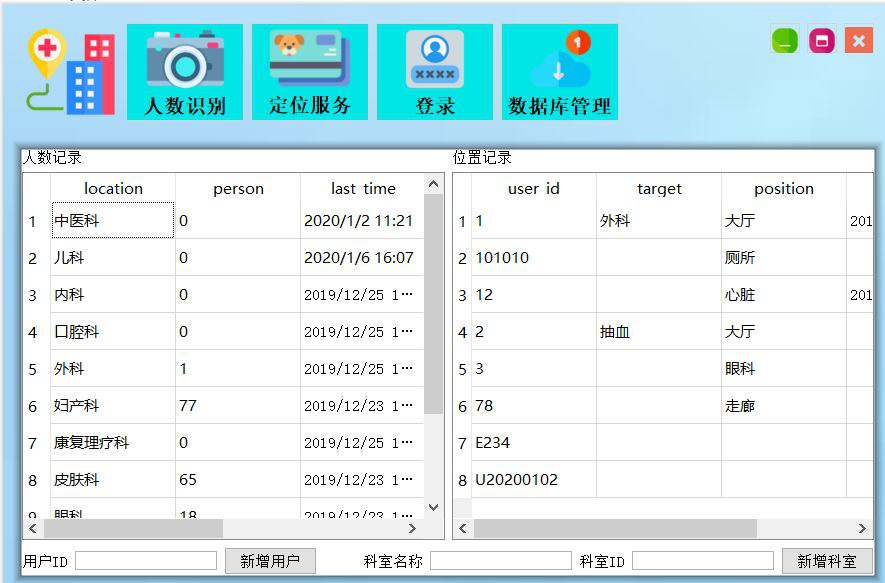 人数识别 定位服务 登录 数据库管理
1
××××
人数记录 位置记录
location person last time user id target position
1 中医科 0 2020/1/2 11:21 1 1 外科 大厅 201
2 儿科 0 2020/1/6 16:07 2 101010 厕所
3 内科 0 2019/12/25 1… 3 12 心脏 201
4 口腔科 0 2019/12/25 1… 4 2 抽血 大厅
5 外科 1 2019/12/25 1… 5 3 眼科
6 妇产科 77 2019/12/23 1… 6 78 走廊
7 康复理疗科 0 2019/12/25 1… 7 E234
8 皮肤科 65 2019/12/23 1… 8 U20200102
9 眼科 18 2019/12/23 1…
用户ID 新增用户 科室名称 科室ID 新增科室